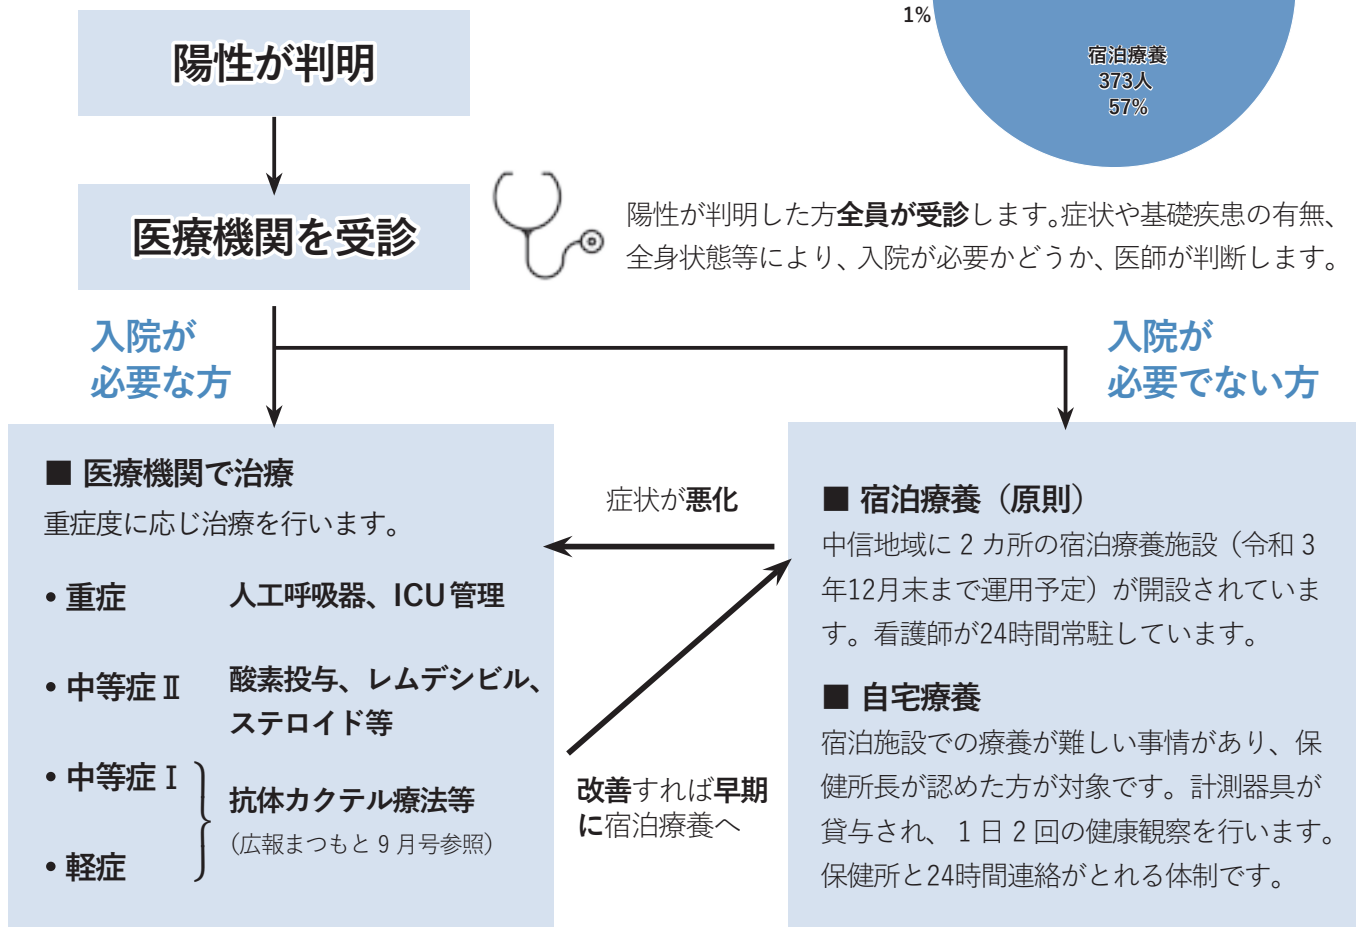 1%
宿泊療養
373人
57%
陽性が判明
医療機関を受診
陽性が判明した方全員が受診します。症状や基礎疾患の有無、
全身状態等により、入院が必要かどうか、医師が判断します。
入院が
必要な方
入院が
必要でない方
■ 医療機関で治療
重症度に応じ治療を行います。
• 重症 人工呼吸器、ICU管理
• 中等症Ⅱ 酸素投与、レムデシビル、
ステロイド等
• 中等症Ⅰ
抗体カクテル療法等
(広報まつもと9月号参照)
• 軽症
症状が悪化
改善すれば早期
に宿泊療養へ
■ 宿泊療養（原則）
中信地域に2カ所の宿泊療養施設（令和3
年12月末まで運用予定）が開設されていま
す。看護師が24時間常駐しています。
■ 自宅療養
宿泊施設での療養が難しい事情があり、保
健所長が認めた方が対象です。計測器具が
貸与され、1日2回の健康観察を行います。
保健所と24時間連絡がとれる体制です。